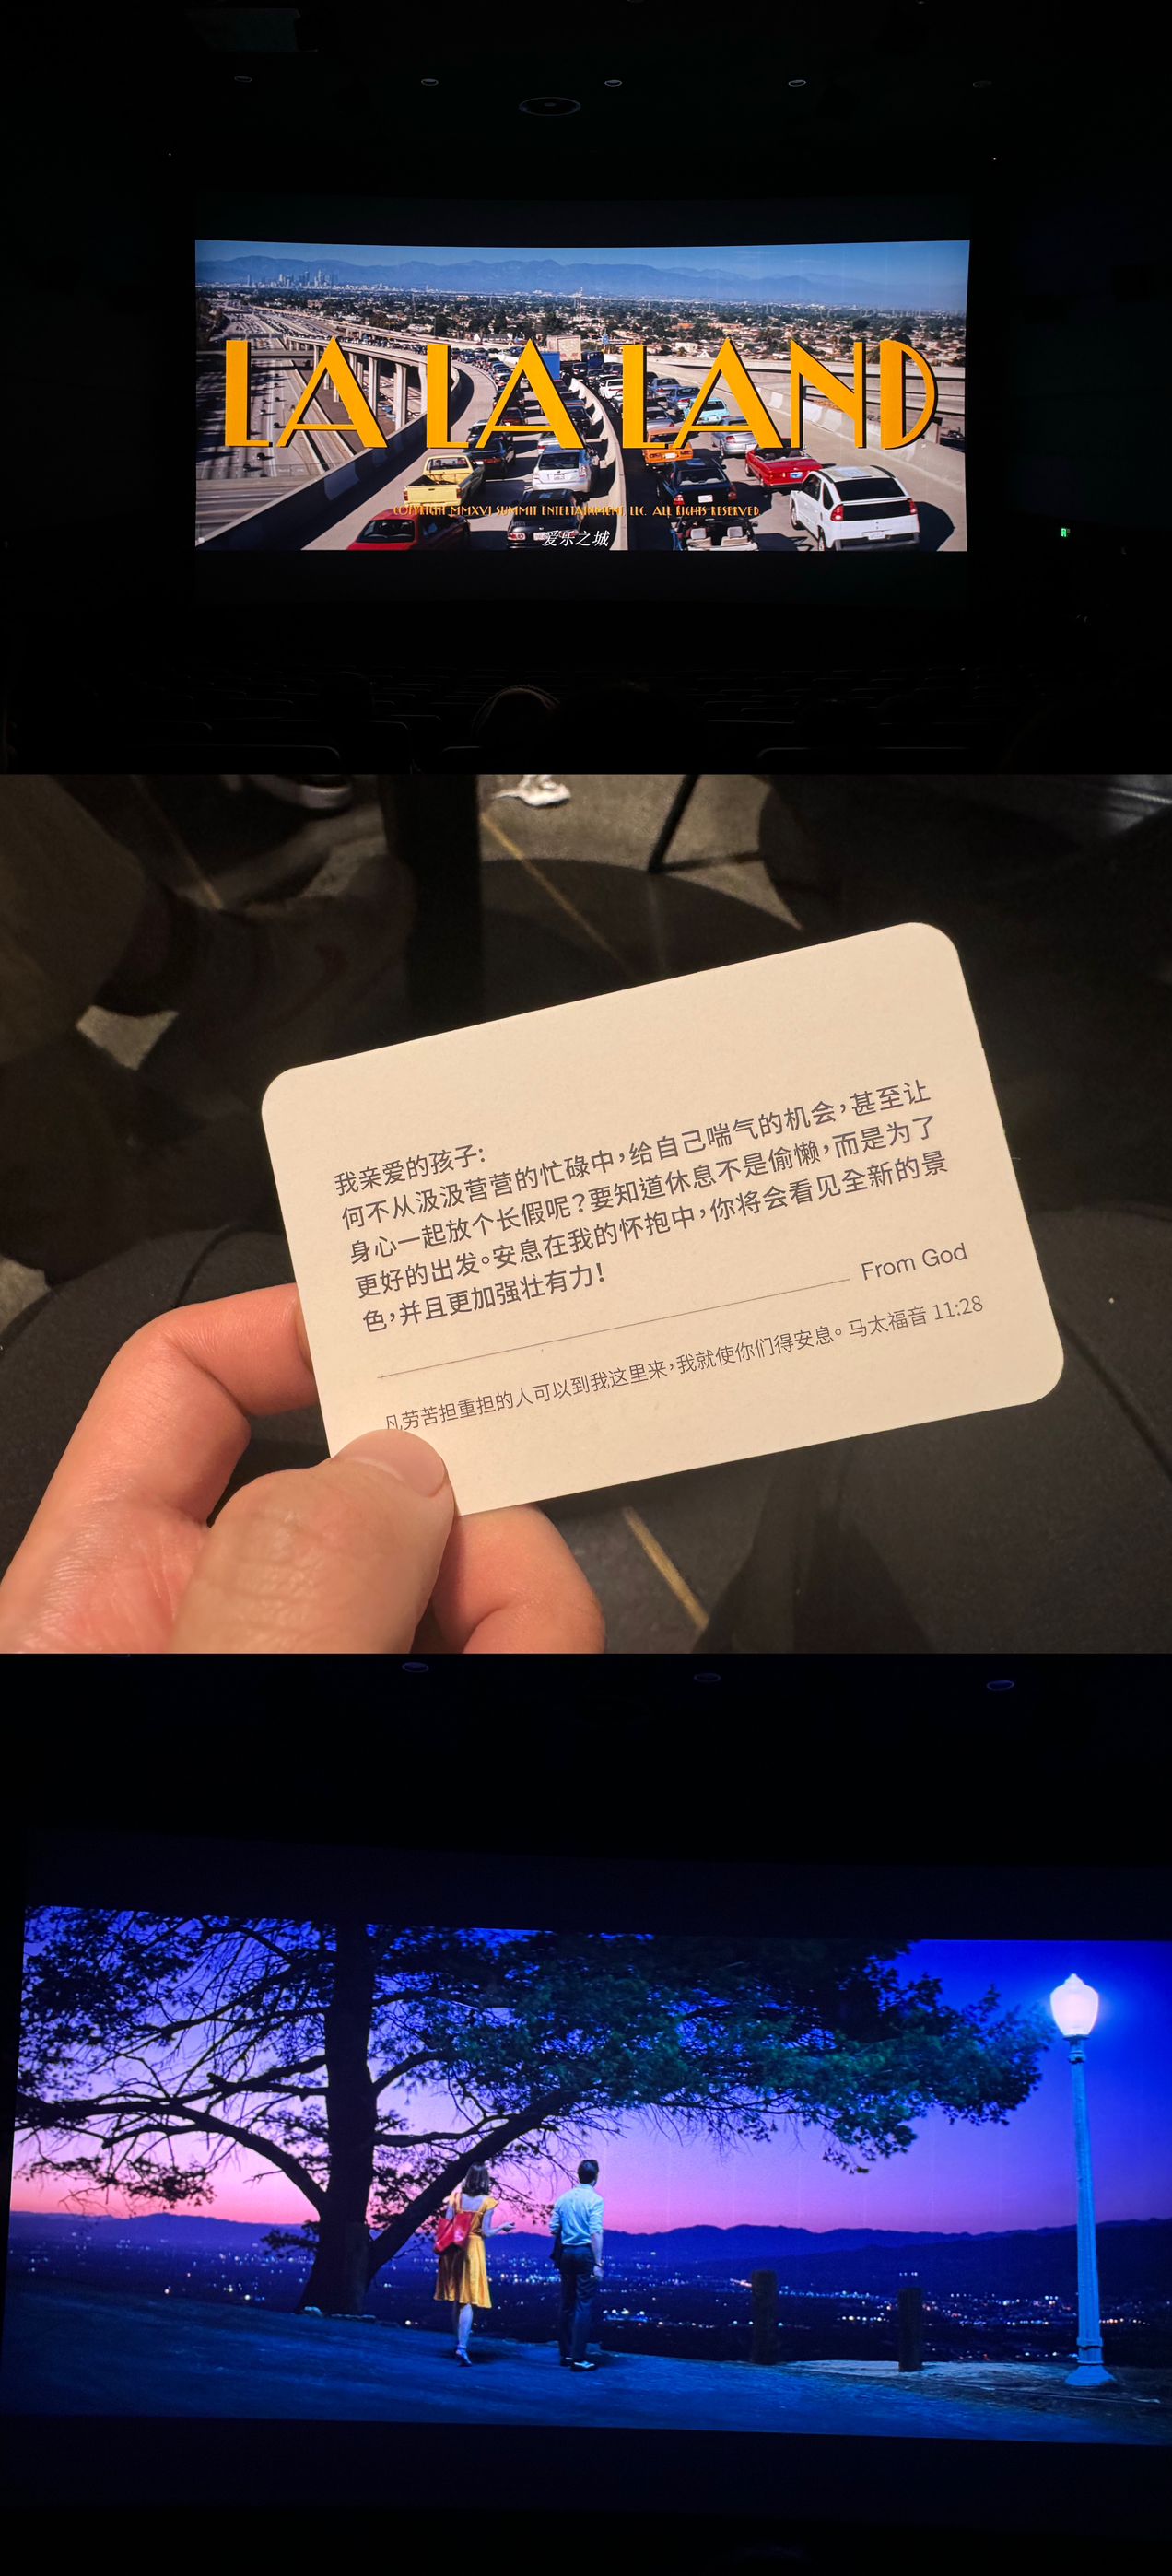 LA LA LAND
COPYRIGHT MMXVI SUMMIT ENTERTAINMENT, LLC. ALL RIGHTS RESERVED.
爱乐之城
我亲爱的孩子:
何不从汲汲营营的忙碌中,给自己喘气的机会,甚至让
身心一起放个长假呢?要知道休息不是偷懒,而是为了
更好的出发。安息在我的怀抱中,你将会看见全新的景
色,并且更加强壮有力!
From God
凡劳苦担重担的人可以到我这里来,我就使你们得安息。马太福音 11:28